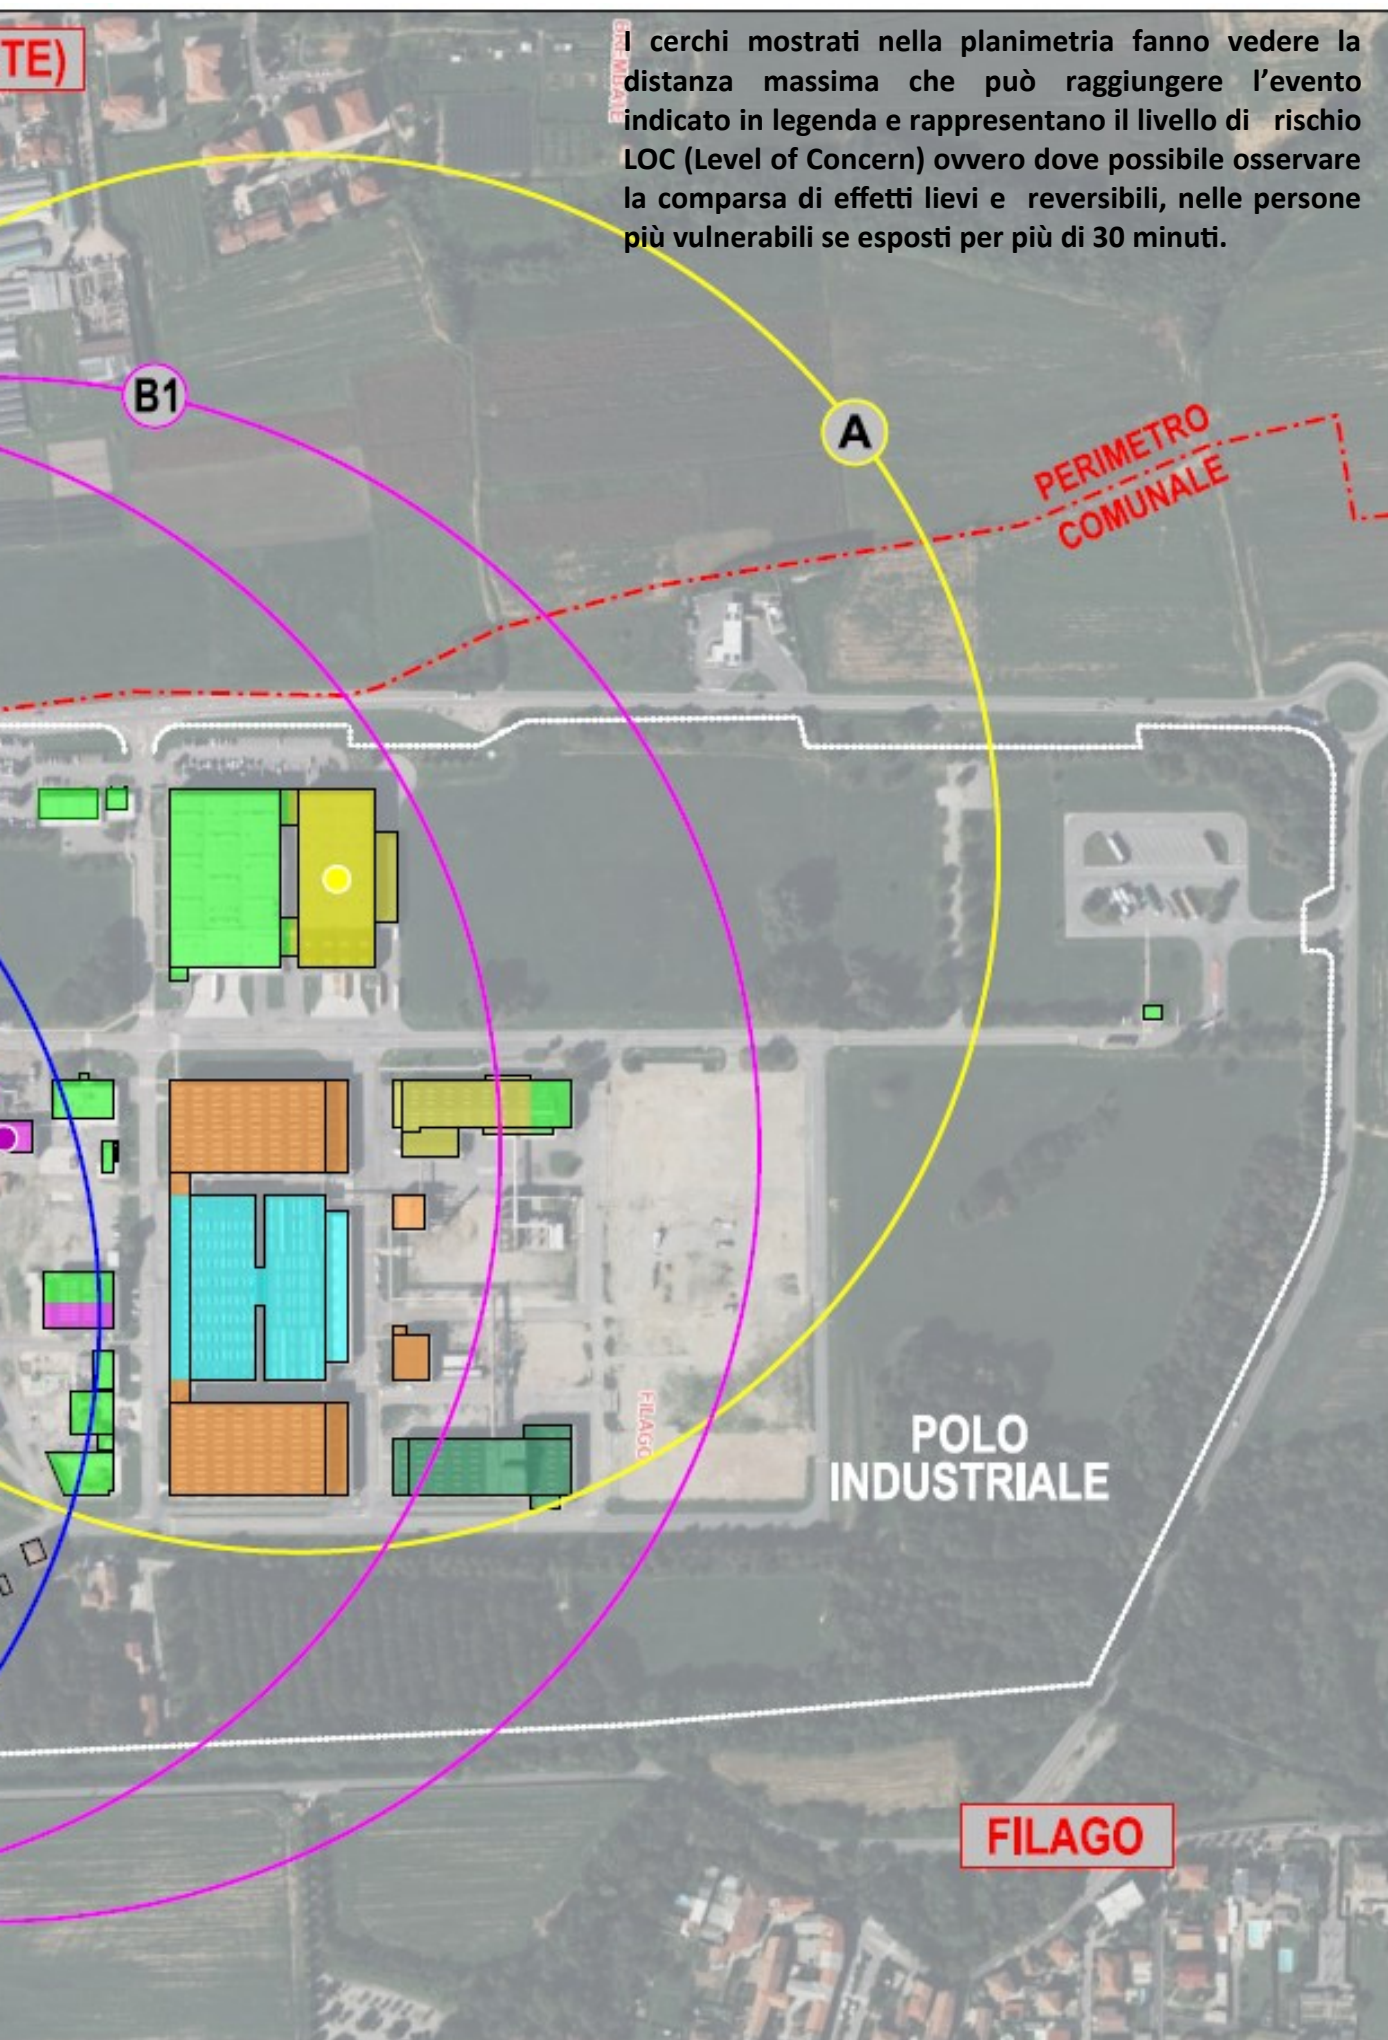 TE)
I cerchi mostrati nella planimetria fanno vedere la
distanza massima che può raggiungere l’evento
indicato in legenda e rappresentano il livello di rischio
LOC (Level of Concern) ovvero dove possibile osservare
la comparsa di effetti lievi e reversibili, nelle persone
più vulnerabili se esposti per più di 30 minuti.
B1
A
PERIMETRO
COMUNALE
FILAGO
POLO
INDUSTRIALE
FILAGO